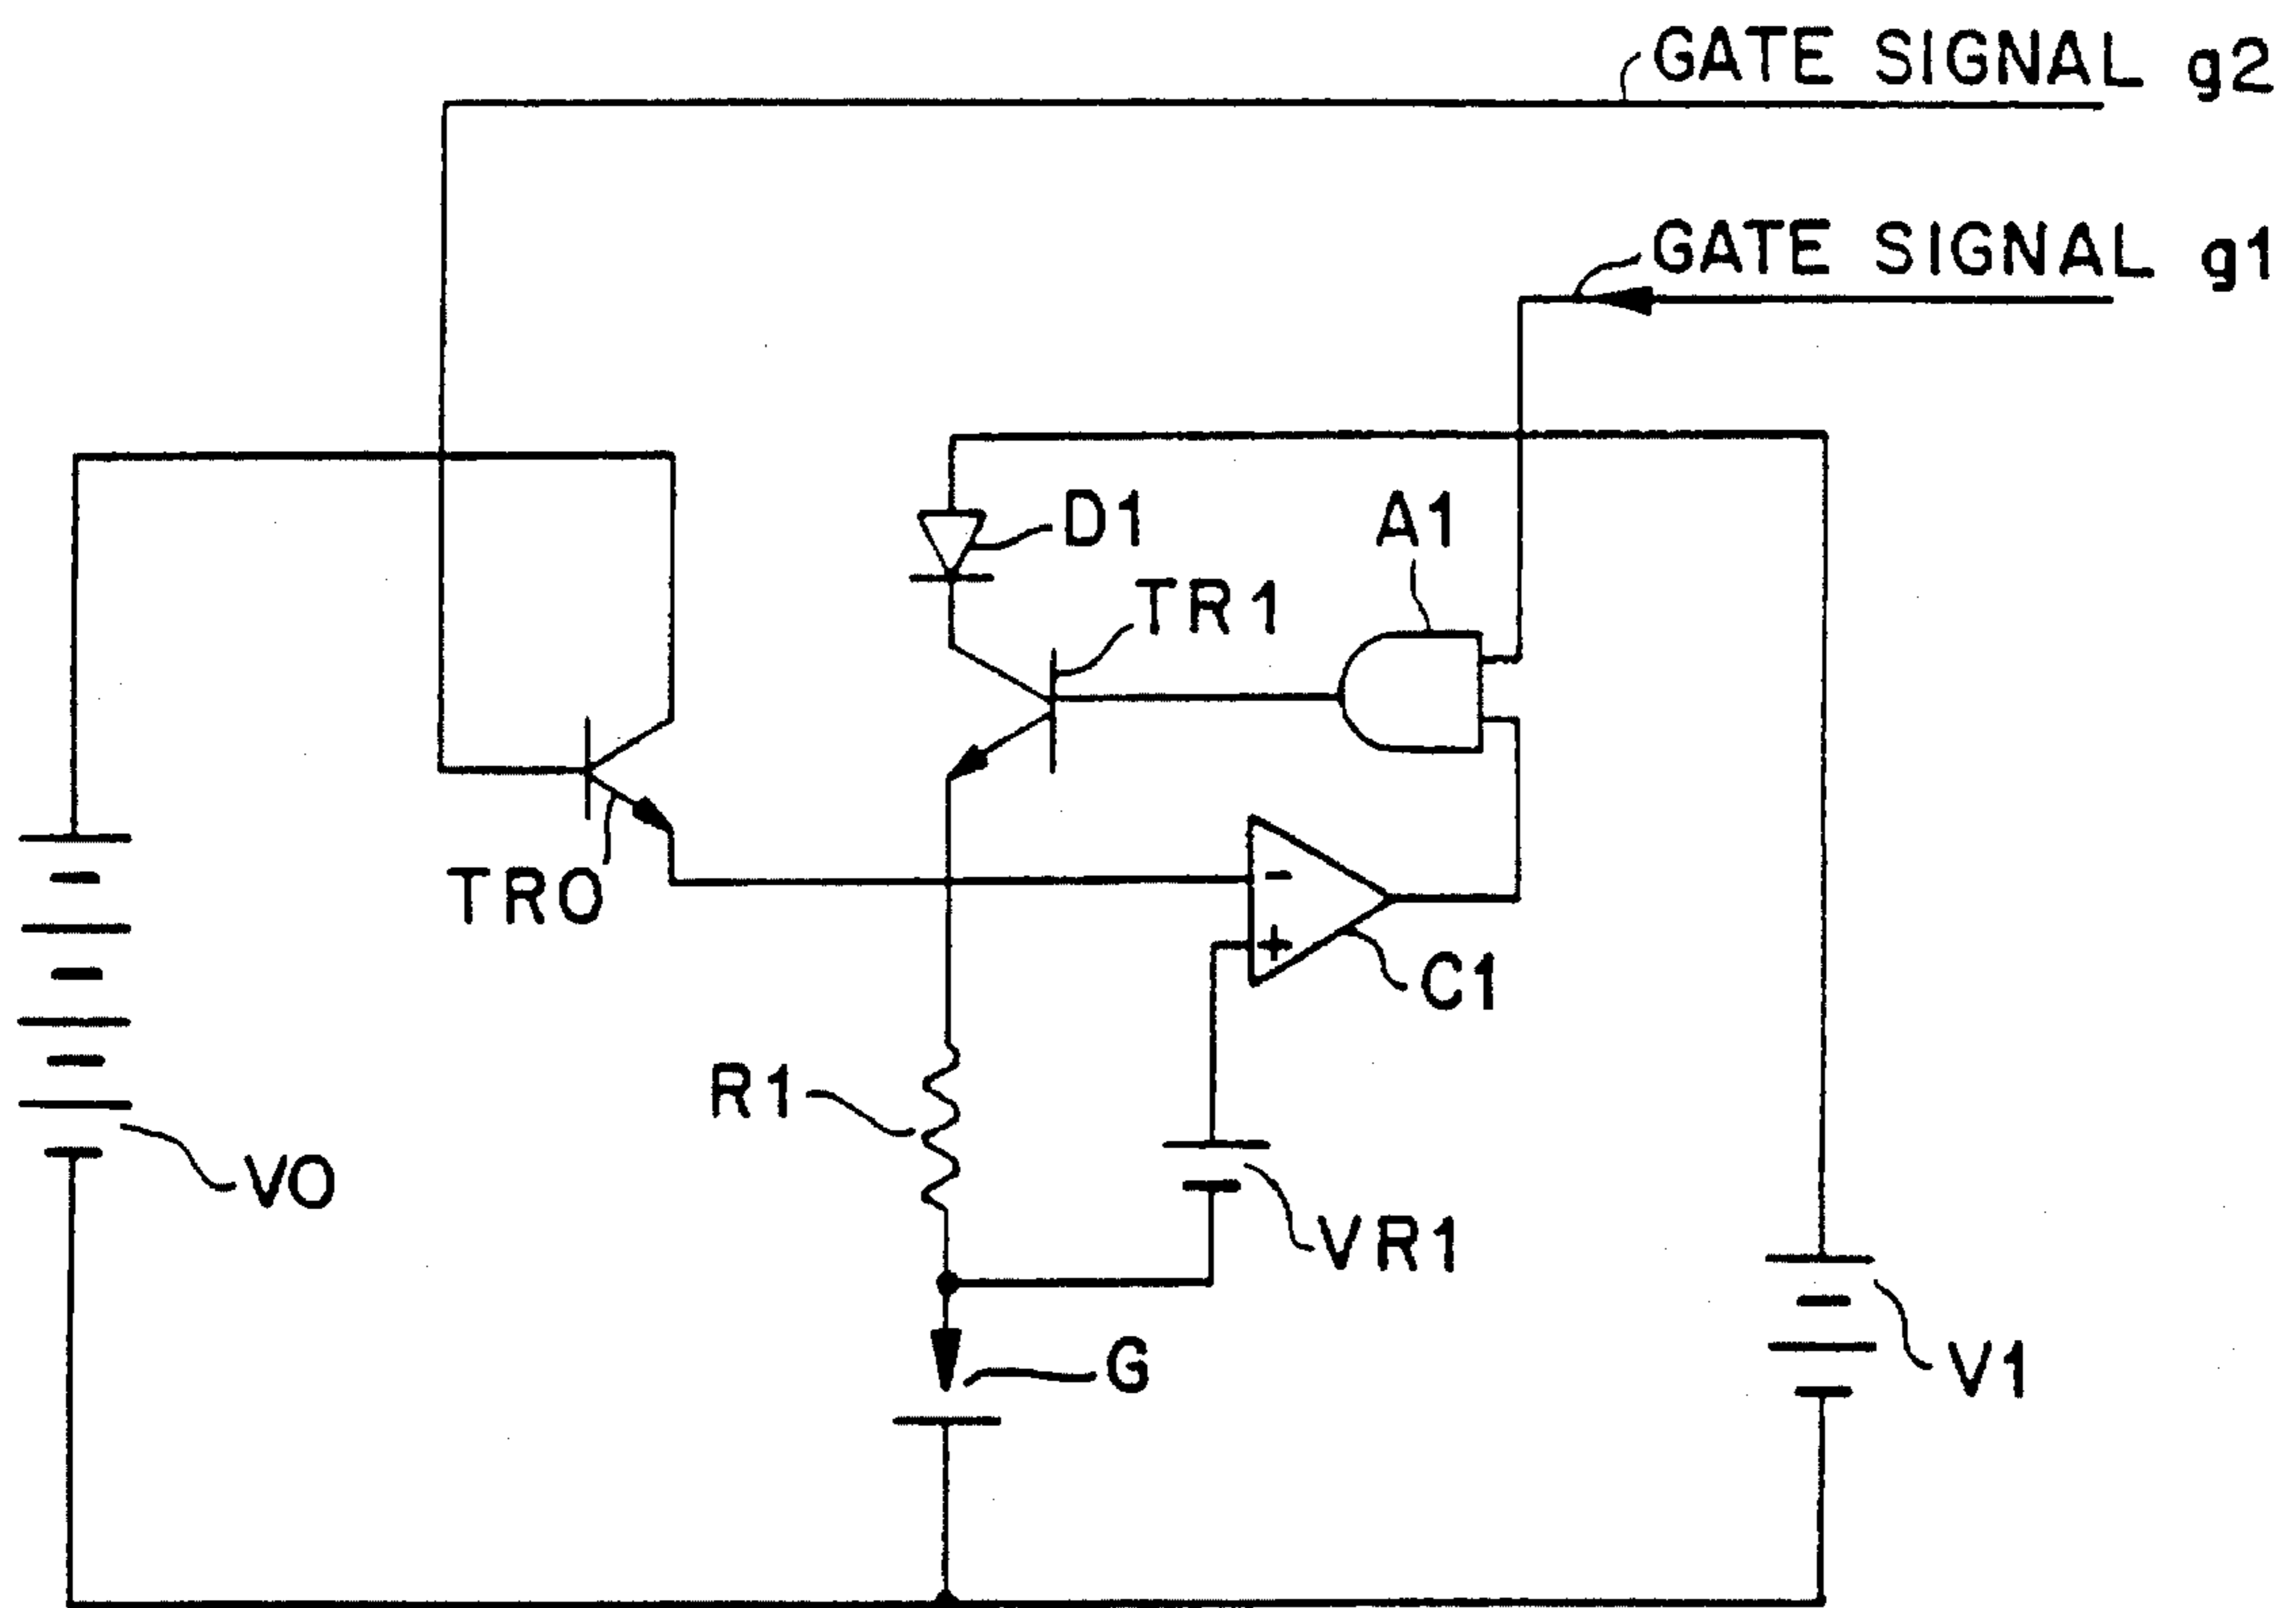 GATE SIGNAL g2
GATE SIGNAL g1
D1
A1
TR1
TR0
-
+
C1
R1
V0
VR1
G
V1